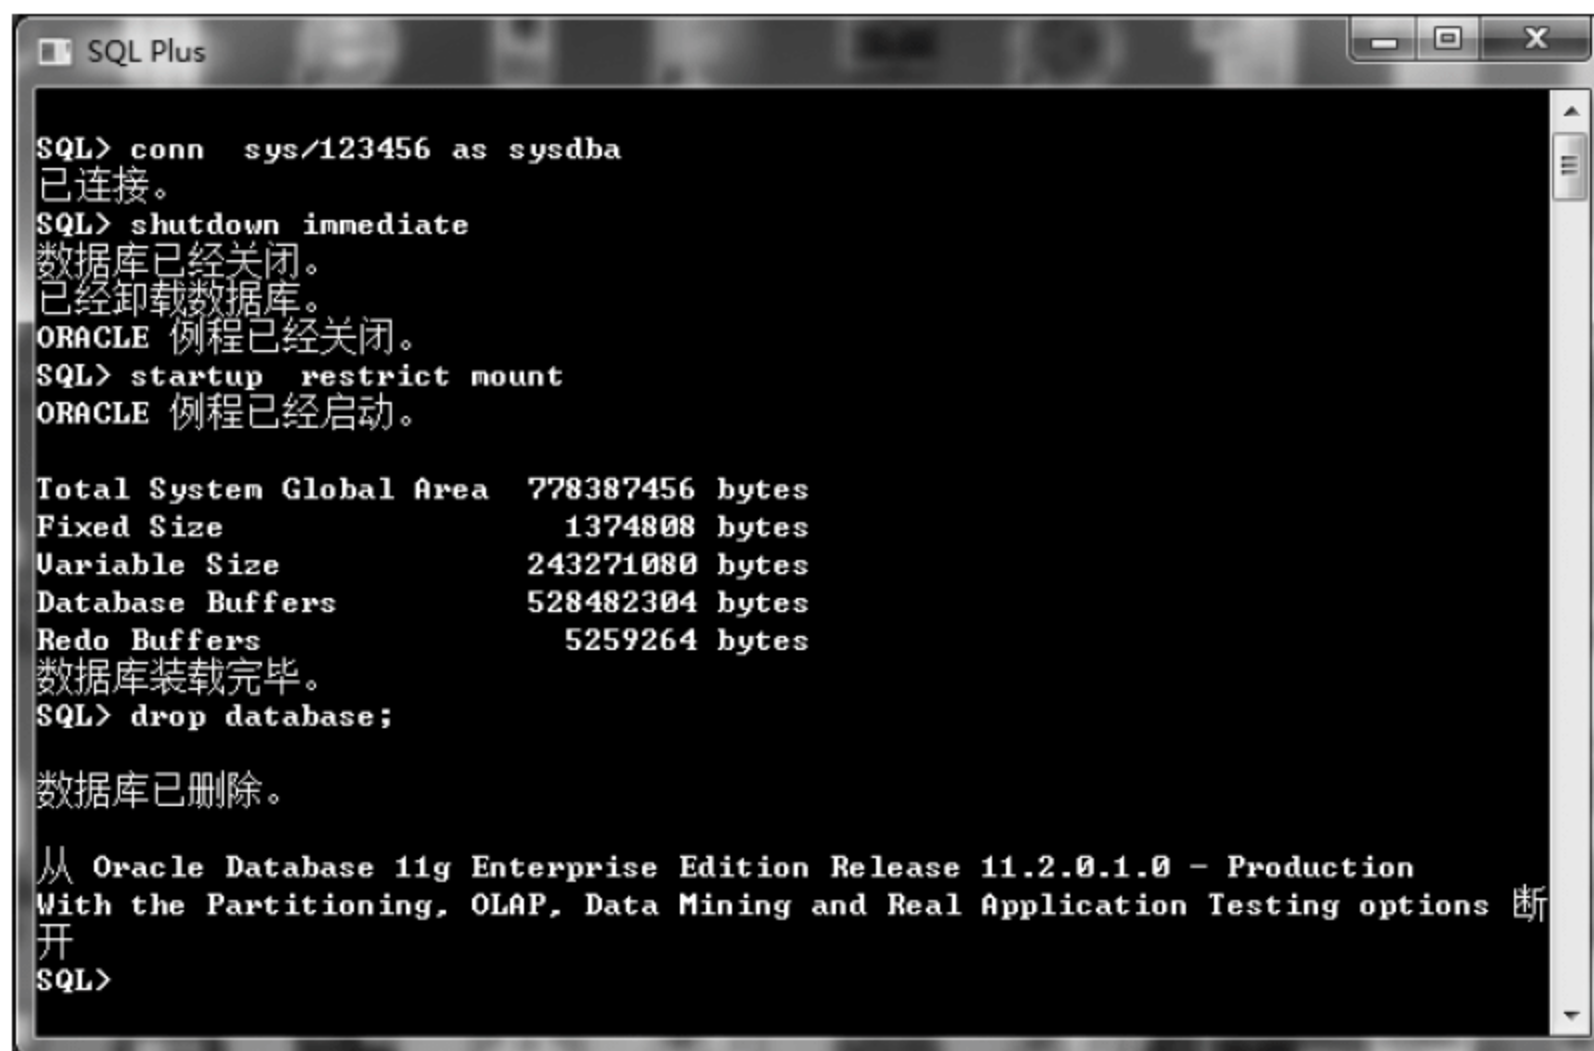 SQL Plus
SQL> conn  sys/123456 as sysdba
已连接。
SQL> shutdown immediate
数据库已经关闭。
已经卸载数据库。
ORACLE 例程已经关闭。
SQL> startup  restrict mount
ORACLE 例程已经启动。
Total System Global Area  778387456 bytes
Fixed Size                  1374808 bytes
Variable Size             243271080 bytes
Database Buffers          528482304 bytes
Redo Buffers                5259264 bytes
数据库装载完毕。
SQL> drop database;
数据库已删除。
从 Oracle Database 11g Enterprise Edition Release 11.2.0.1.0 - Production
With the Partitioning, OLAP, Data Mining and Real Application Testing options 断
开
SQL>